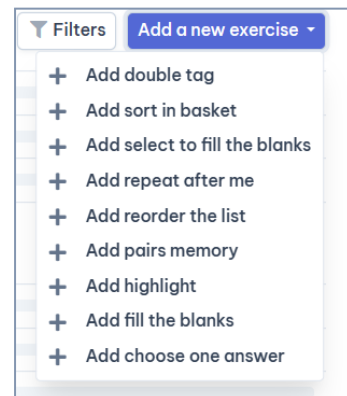 Filters
Add a new exercise
Add double tag
Add sort in basket
Add select to fill the blanks
Add repeat after me
Add reorder the list
Add pairs memory
Add highlight
Add fill the blanks
Add choose one answer